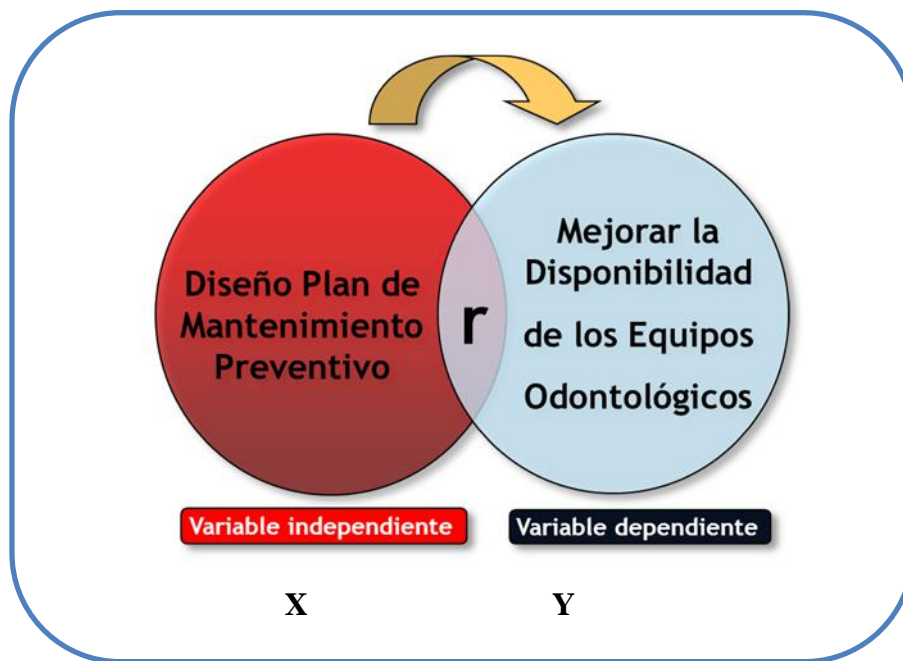 Diseño Plan de
Mantenimiento
Preventivo
r
Mejorar la
Disponibilidad
de los Equipos
Odontológicos
Variable independiente
Variable dependiente
X
Y